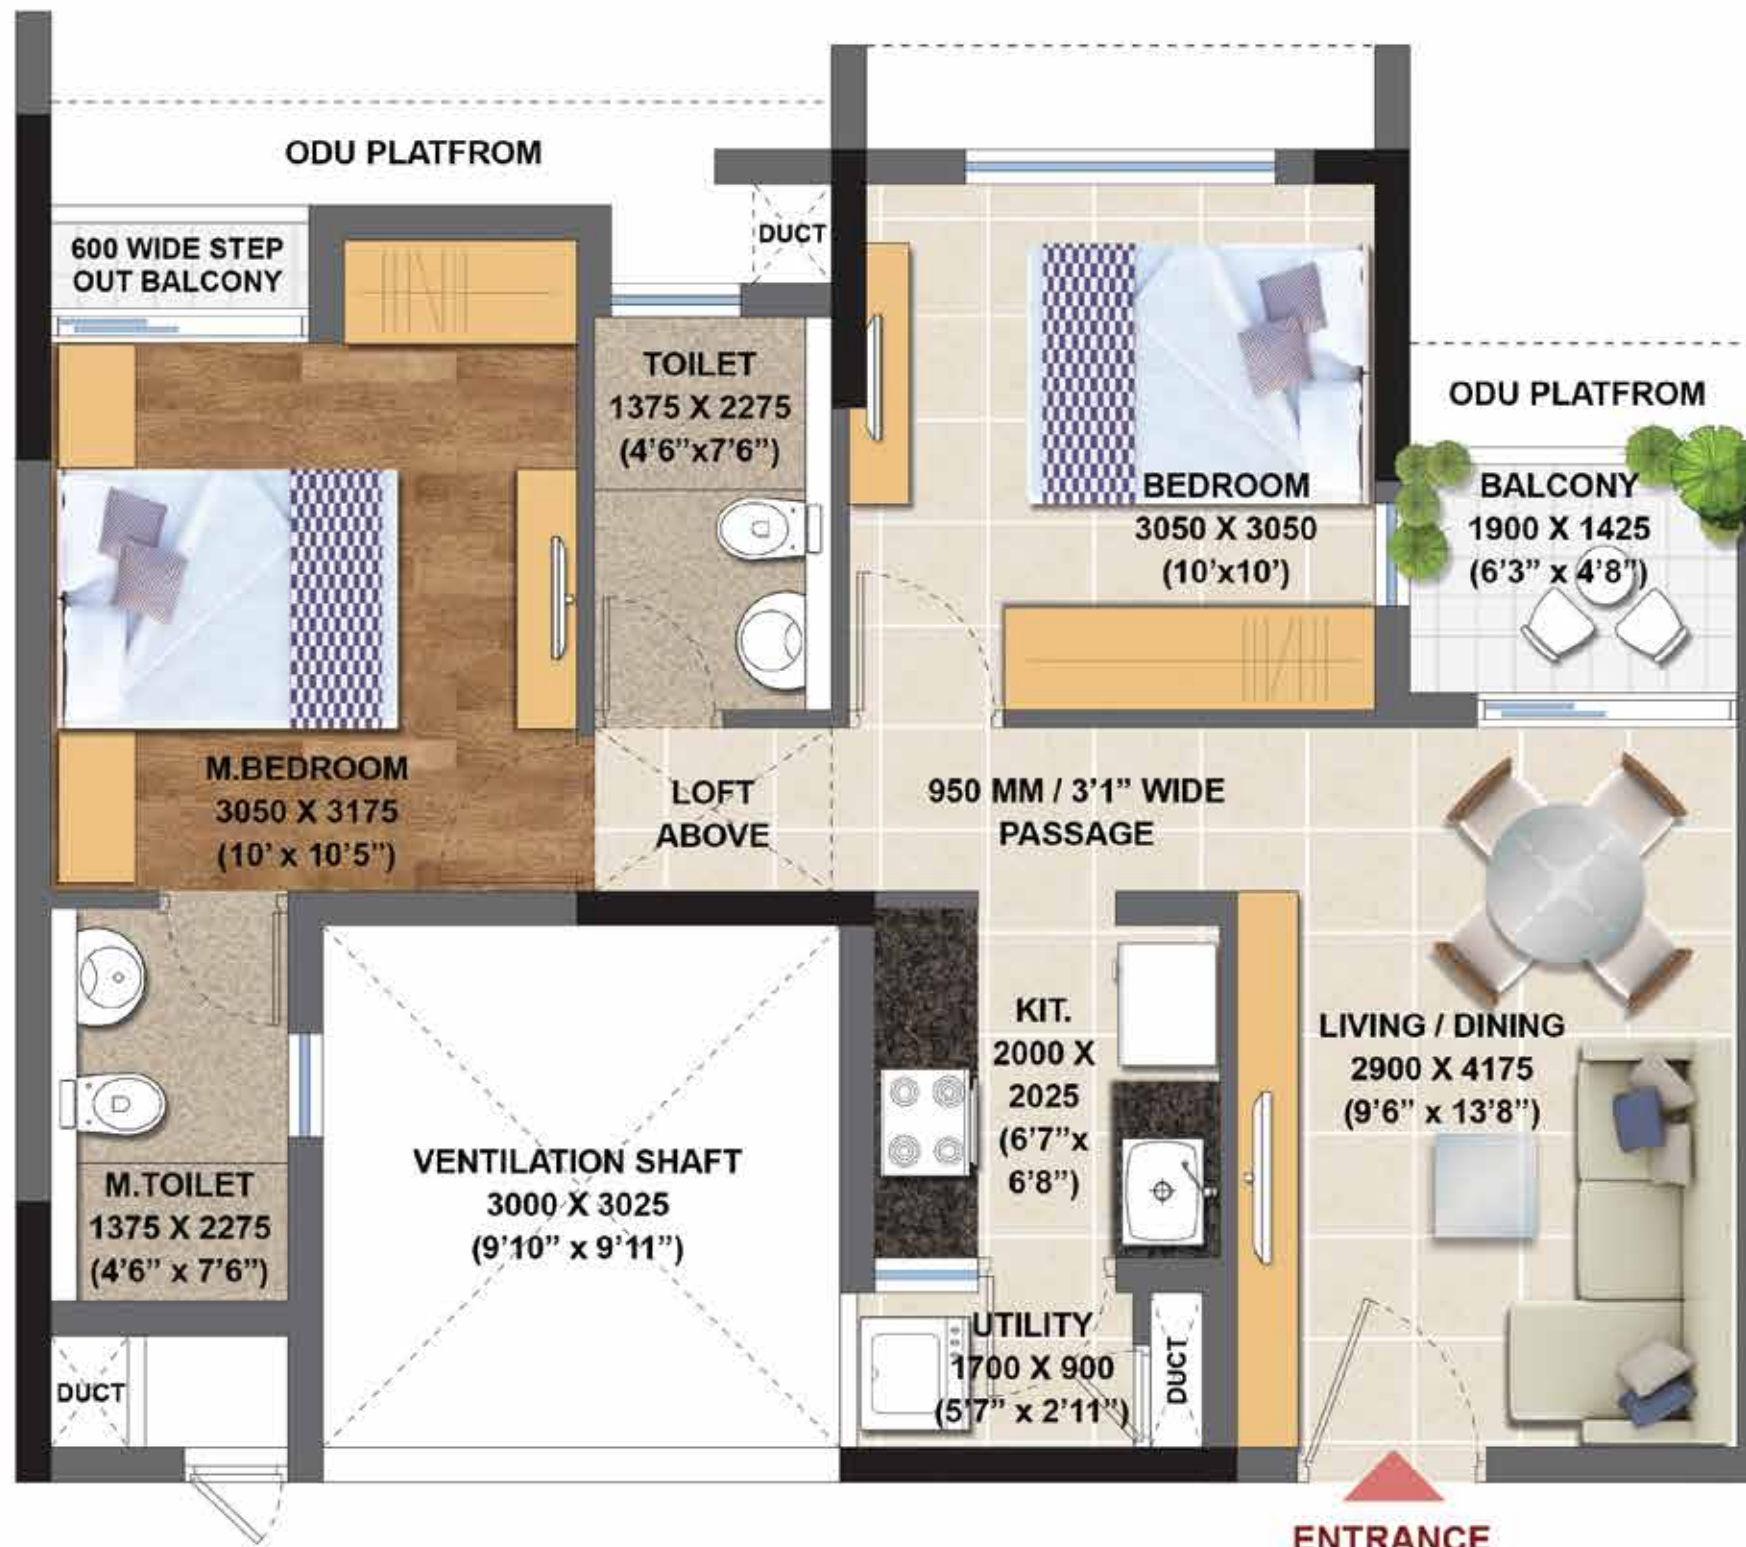 ODU PLATFROM
600 WIDE STEP
OUT BALCONY
DUCT
TOILET
1375 X 2275
(4'6”x7'6”)
BEDROOM
3050 X 3050
(10'x10')
ODU PLATFROM
BALCONY
1900 X 1425
(6'3” x 4'8”)
M.BEDROOM
3050 X 3175
(10' x 10'5”)
LOFT
ABOVE
950 MM / 3'1” WIDE
PASSAGE
KIT.
2000 X
2025
(6'7”x
6'8”)
LIVING / DINING
2900 X 4175
(9'6” x 13'8”)
M.TOILET
1375 X 2275
(4'6” x 7'6”)
VENTILATION SHAFT
3000 X 3025
(9'10” x 9'11”)
UTILITY
1700 X 900
(5'7” x 2'11”)
DUCT
DUCT
ENTRANCE